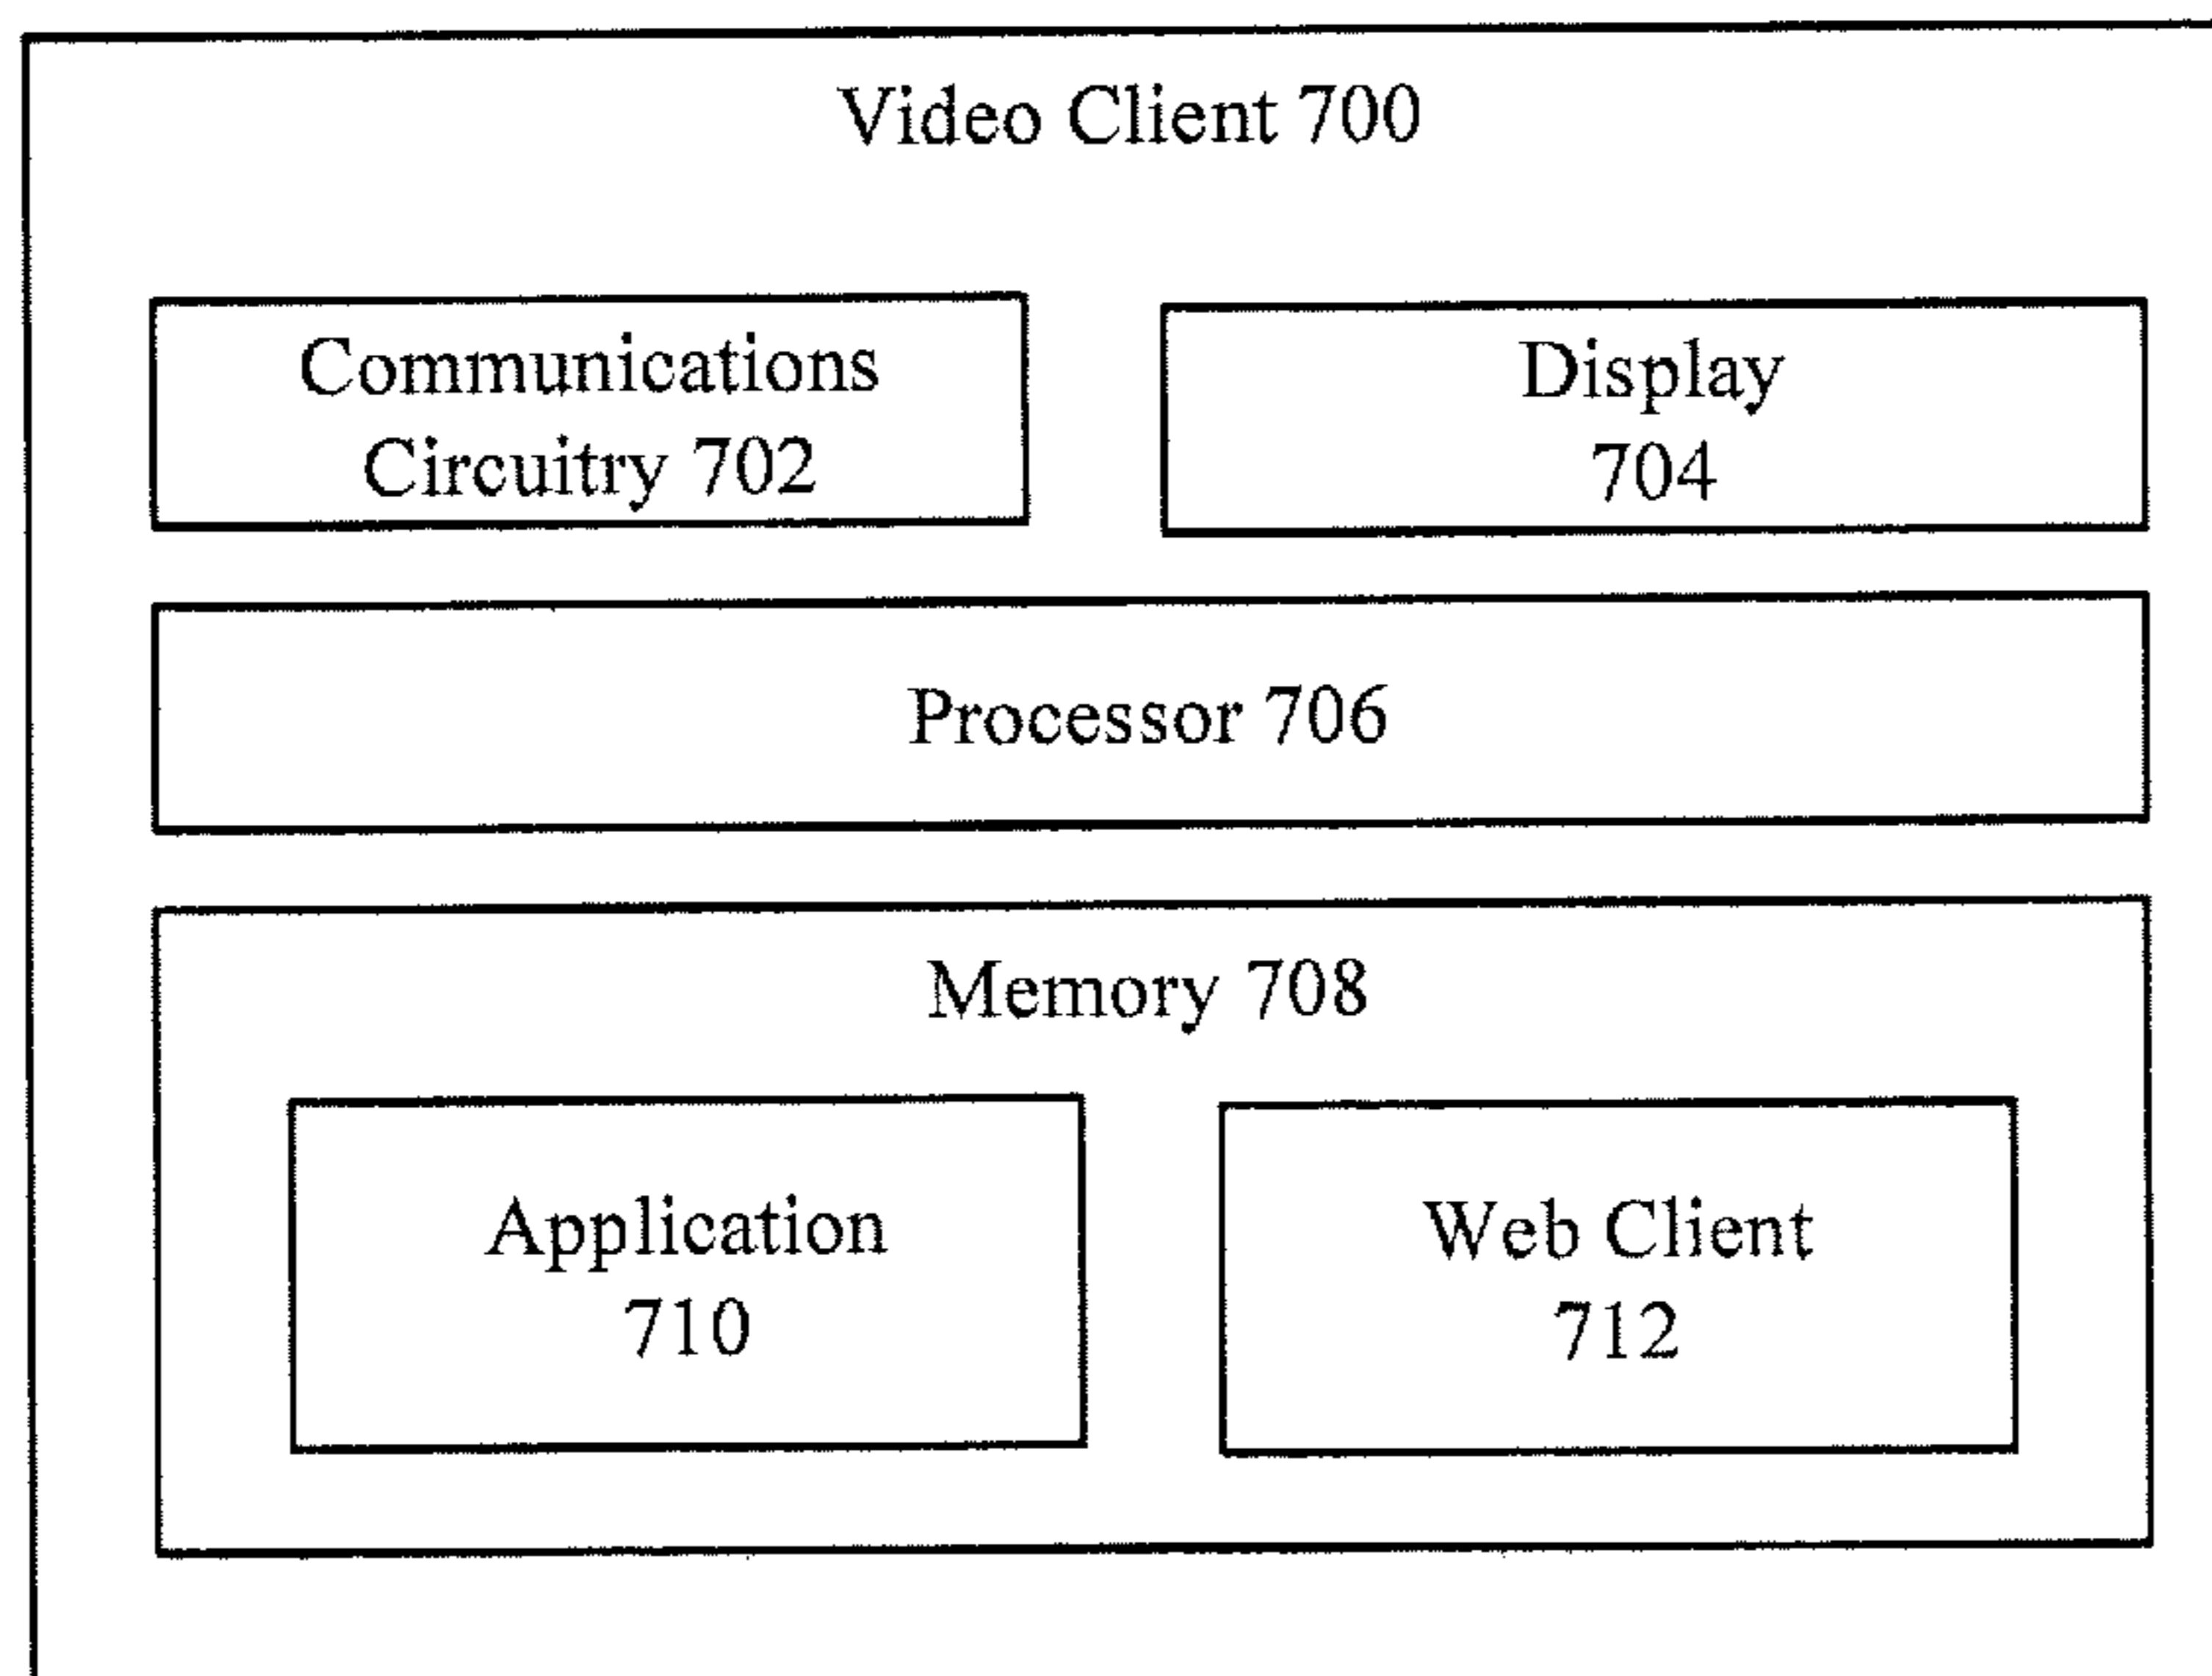 Video Client 700
Communications
Circuitry 702
Display
704
Processor 706
Memory 708
Application
710
Web Client
712